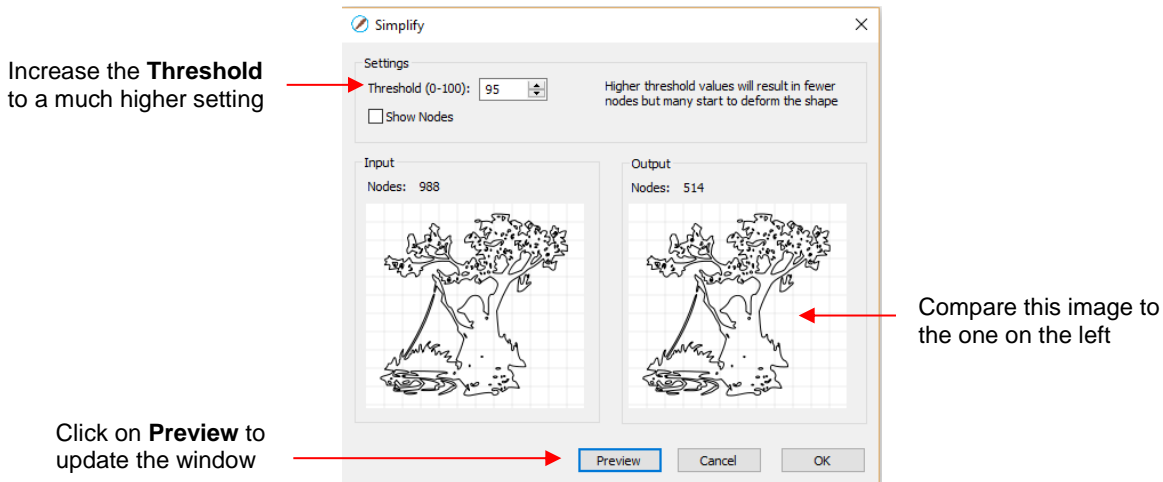 Simplify
Increase the Threshold
to a much higher setting
Settings
Threshold (0-100): 95
Higher threshold values will result in fewer
nodes but many start to deform the shape
Show Nodes
Input
Nodes: 988
Output
Nodes: 514
Compare this image to
the one on the left
Click on Preview to
update the window
Preview
Cancel
OK